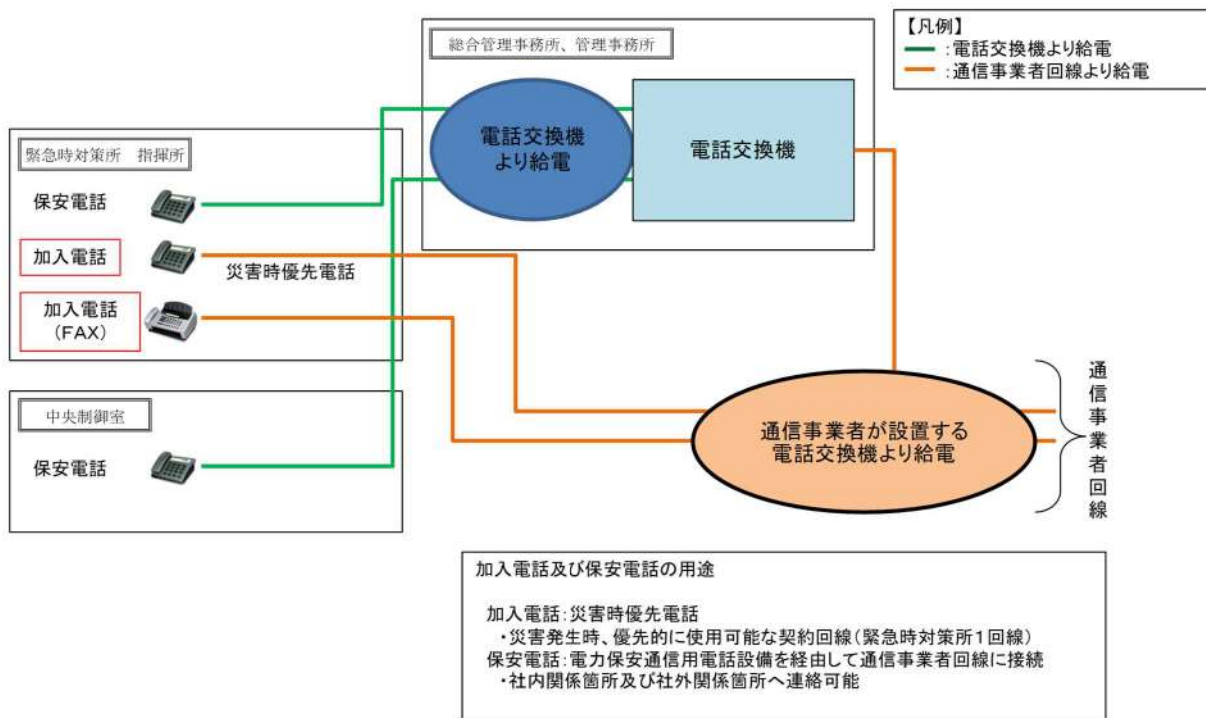 【凡例】
:電話交換機より給電
:通信事業者回線より給電
総合管理事務所、管理事務所
電話交換機
より給電
電話交換機
緊急時対策所　指揮所
保安電話
加入電話
災害時優先電話
加入電話
(FAX)
中央制御室
保安電話
通信事業者が設置する
電話交換機より給電
通信事業者回線
加入電話及び保安電話の用途
加入電話:災害時優先電話
・災害発生時、優先的に使用可能な契約回線(緊急時対策所1回線)
保安電話:電力保安通信用電話設備を経由して通信事業者回線に接続
・社内関係箇所及び社外関係箇所へ連絡可能